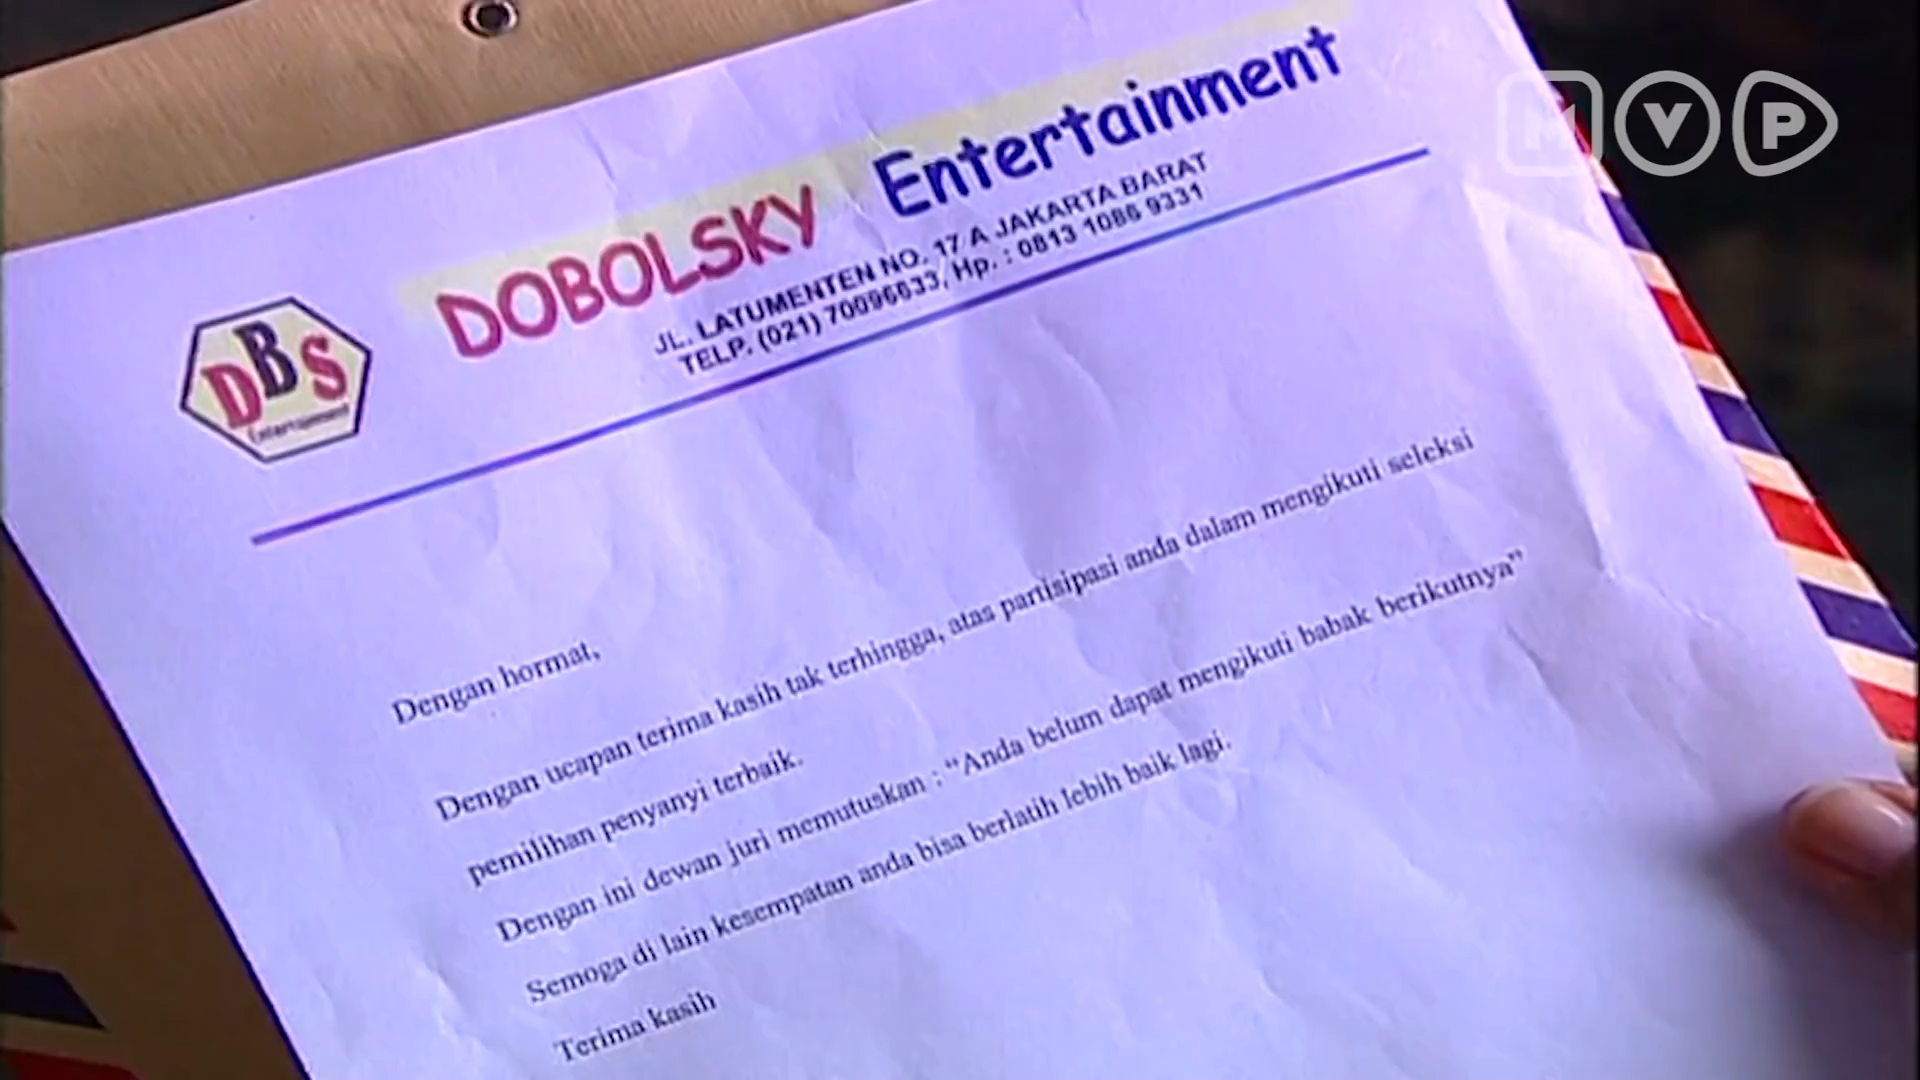 MVP
DOBOLSKY Entertainment
JL. LATUMENTEN NO. 17 A JAKARTA BARAT
TELP. (021) 70096633, Hp. : 0813 1086 9331
DBS
Entertainment
Dengan hormat,
Dengan ucapan terima kasih tak terhingga, atas partisipasi anda dalam mengikuti seleksi
pemilihan penyanyi terbaik.
Dengan ini dewan juri memutuskan : “Anda belum dapat mengikuti babak berikutnya”
Semoga di lain kesempatan anda bisa berlatih lebih baik lagi.
Terima kasih